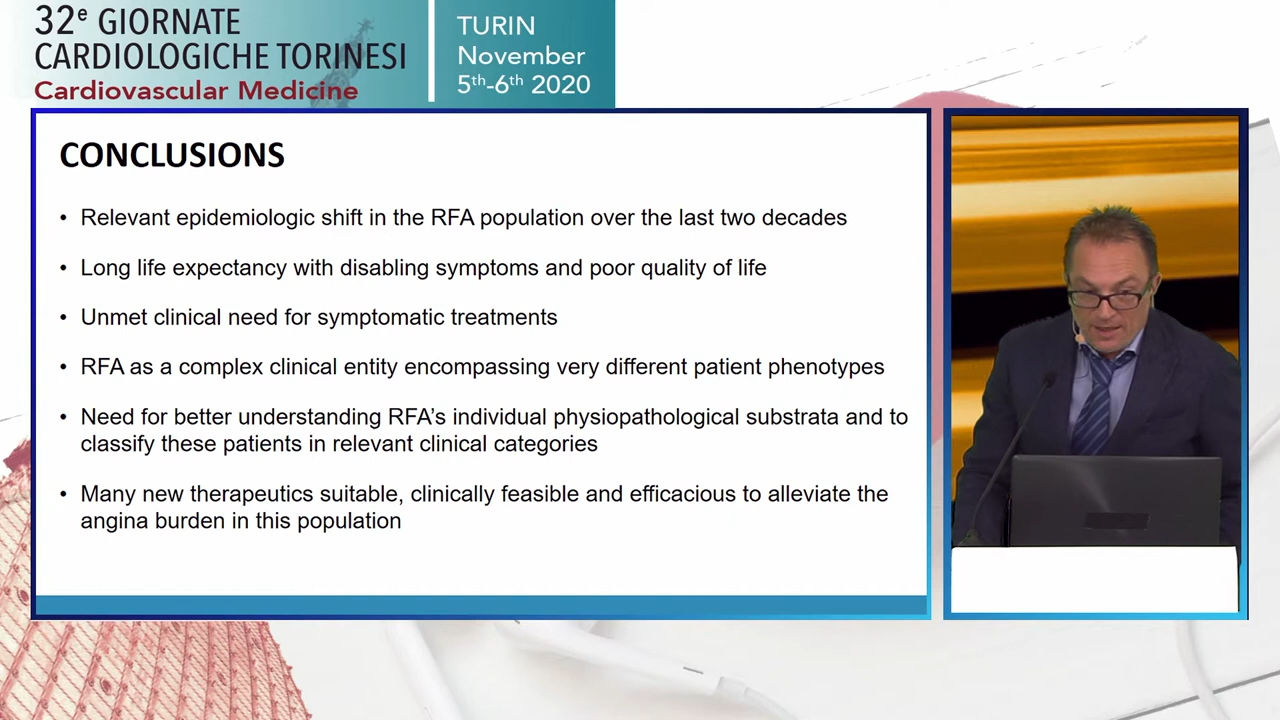 32e GIORNATE
CARDIOLOGICHE TORINESI
Cardiovascular Medicine
TURIN
November
5th-6th 2020
CONCLUSIONS
• Relevant epidemiologic shift in the RFA population over the last two decades
• Long life expectancy with disabling symptoms and poor quality of life
• Unmet clinical need for symptomatic treatments
• RFA as a complex clinical entity encompassing very different patient phenotypes
• Need for better understanding RFA's individual physiopathological substrata and to
classify these patients in relevant clinical categories
• Many new therapeutics suitable, clinically feasible and efficacious to alleviate the
angina burden in this population